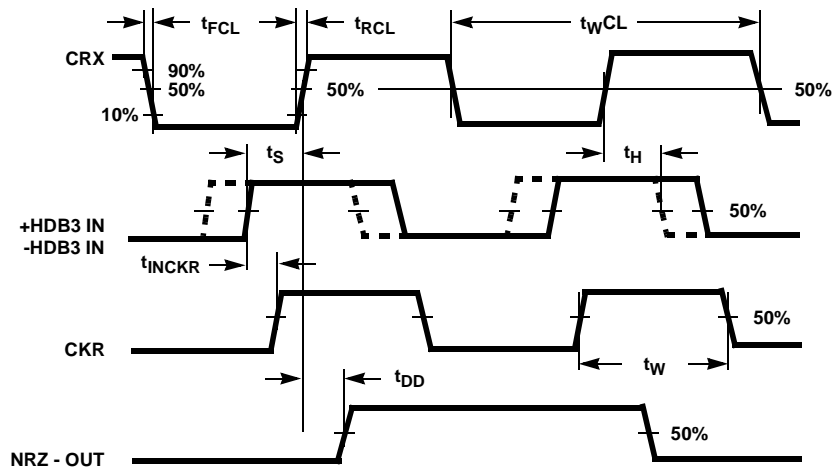 tFCL tRCL tWCL
CRX
90%
50% 50% 50%
10%
tS tH
+HDB3 IN
-HDB3 IN
50%
tINCKR
CKR
50%
tW
tDD
NRZ - OUT
50%